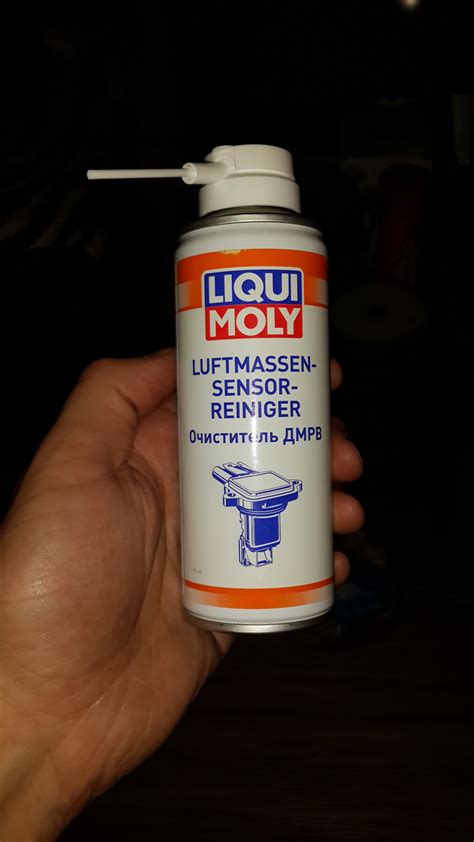 LIQUI
MOLY
LUFTMASSEN-
SENSOR-
REINIGER
Очиститель ДМРВ